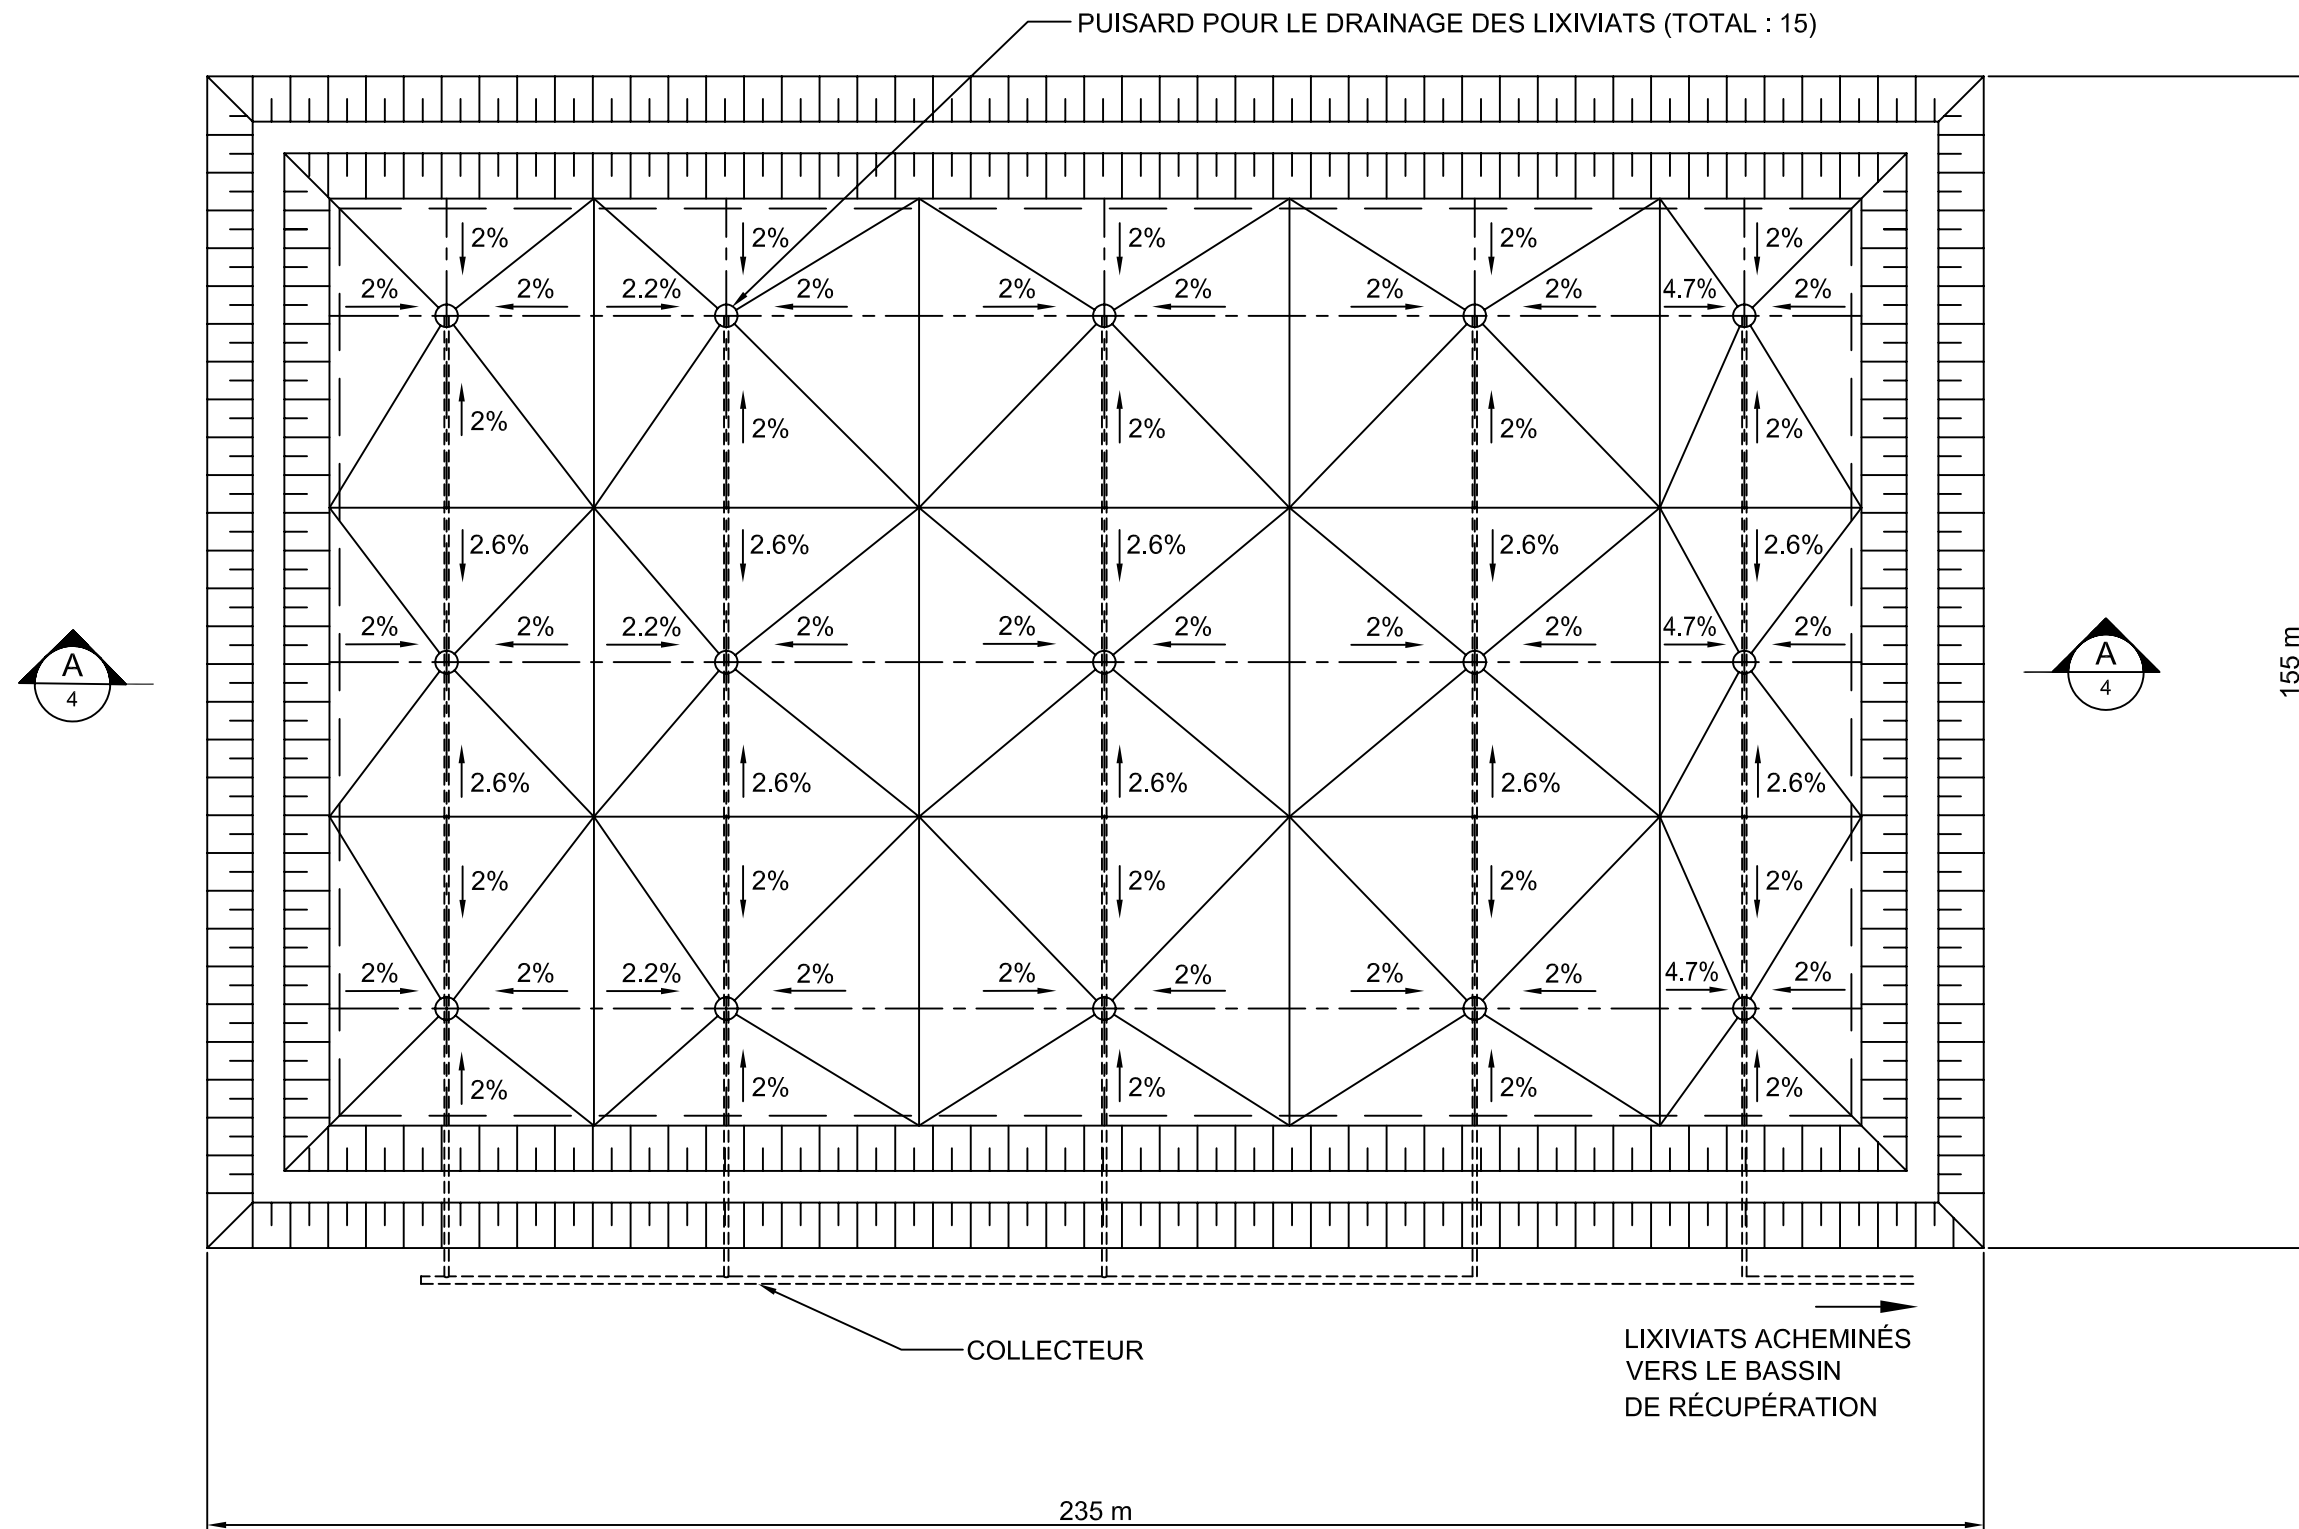 PUISARD POUR LE DRAINAGE DES LIXIVIATS (TOTAL : 15)
2% 2% 2% 2% 2%
2% 2% 2.2% 2% 2% 2% 2% 2% 4.7% 2%
2% 2% 2% 2% 2%
2.6% 2.6% 2.6% 2.6% 2.6%
2% 2% 2.2% 2% 2% 2% 2% 2% 4.7% 2%
A
4
A
4
155 m
2.6% 2.6% 2.6% 2.6% 2.6%
2% 2% 2% 2% 2%
2% 2% 2.2% 2% 2% 2% 2% 2% 4.7% 2%
2% 2% 2% 2% 2%
COLLECTEUR
LIXIVIATS ACHEMINÉS
VERS LE BASSIN
DE RÉCUPÉRATION
235 m